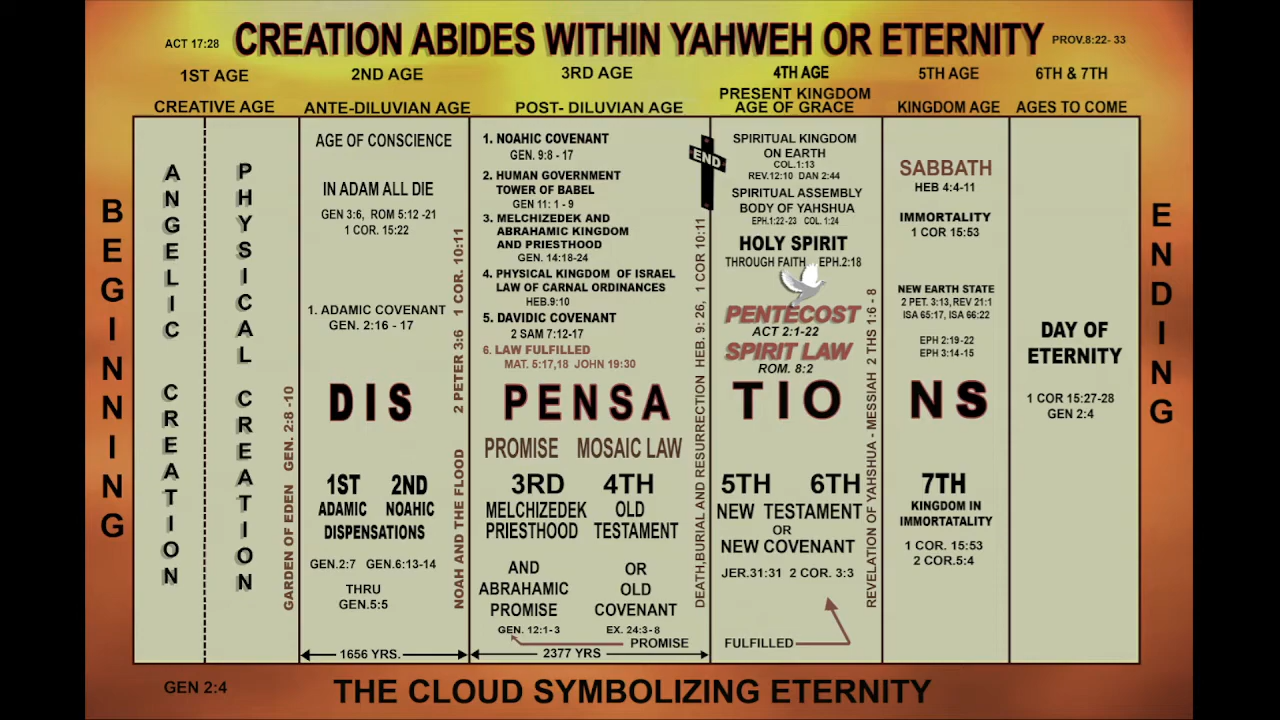 ACT 17:28
CREATION ABIDES WITHIN YAHWEH OR ETERNITY
PROV.8:22- 33
1ST AGE
2ND AGE
3RD AGE
4TH AGE
5TH AGE
6TH & 7TH
CREATIVE AGE
ANTE-DILUVIAN AGE
POST- DILUVIAN AGE
PRESENT KINGDOM
AGE OF GRACE
KINGDOM AGE
AGES TO COME
BEGINNING
ANGELIC CREATION
PHYSICAL CREATION
GARDEN OF EDEN GEN. 2:8 -10
AGE OF CONSCIENCE
IN ADAM ALL DIE
GEN 3:6, ROM 5:12 -21
1 COR. 15:22
1. ADAMIC COVENANT
GEN. 2:16 - 17
NOAH AND THE FLOOD 2 PETER 3:6 1 COR. 10:11
1. NOAHIC COVENANT
GEN. 9:8 - 17
2. HUMAN GOVERNMENT
TOWER OF BABEL
GEN 11: 1 - 9
3. MELCHIZEDEK AND
ABRAHAMIC KINGDOM
AND PRIESTHOOD
GEN. 14:18-24
4. PHYSICAL KINGDOM OF ISRAEL
LAW OF CARNAL ORDINANCES
HEB.9:10
5. DAVIDIC COVENANT
2 SAM 7:12-17
6. LAW FULFILLED
MAT. 5:17,18 JOHN 19:30
END
DEATH,BURIAL AND RESURRECTION HEB. 9: 26, 1 COR 10:11
SPIRITUAL KINGDOM
ON EARTH
COL.1:13
REV.12:10 DAN 2:44
SPIRITUAL ASSEMBLY
BODY OF YAHSHUA
EPH.1:22-23 COL. 1:24
HOLY SPIRIT
THROUGH FAITH EPH.2:18
PENTECOST
ACT 2:1-22
SPIRIT LAW
ROM. 8:2
REVELATION OF YAHSHUA - MESSIAH 2 THS 1:6 - 8
SABBATH
HEB 4:4-11
IMMORTALITY
1 COR 15:53
NEW EARTH STATE
2 PET. 3:13, REV 21:1
ISA 65:17, ISA 66:22
EPH 2:19-22
EPH 3:14-15
DAY OF
ETERNITY
1 COR 15:27-28
GEN 2:4
ENDING
DIS PENSA TIO NS
PROMISE MOSAIC LAW
1ST 2ND
ADAMIC NOAHIC
DISPENSATIONS
GEN.2:7 GEN.6:13-14
THRU
GEN.5:5
3RD 4TH
MELCHIZEDEK OLD
PRIESTHOOD TESTAMENT
AND OR
ABRAHAMIC OLD
PROMISE COVENANT
GEN. 12:1-3 EX. 24:3-8
PROMISE
5TH 6TH
NEW TESTAMENT
OR
NEW COVENANT
JER.31:31 2 COR. 3:3
FULFILLED
7TH
KINGDOM IN
IMMORTATALITY
1 COR. 15:53
2 COR.5:4
1656 YRS.
2377 YRS
GEN 2:4
THE CLOUD SYMBOLIZING ETERNITY